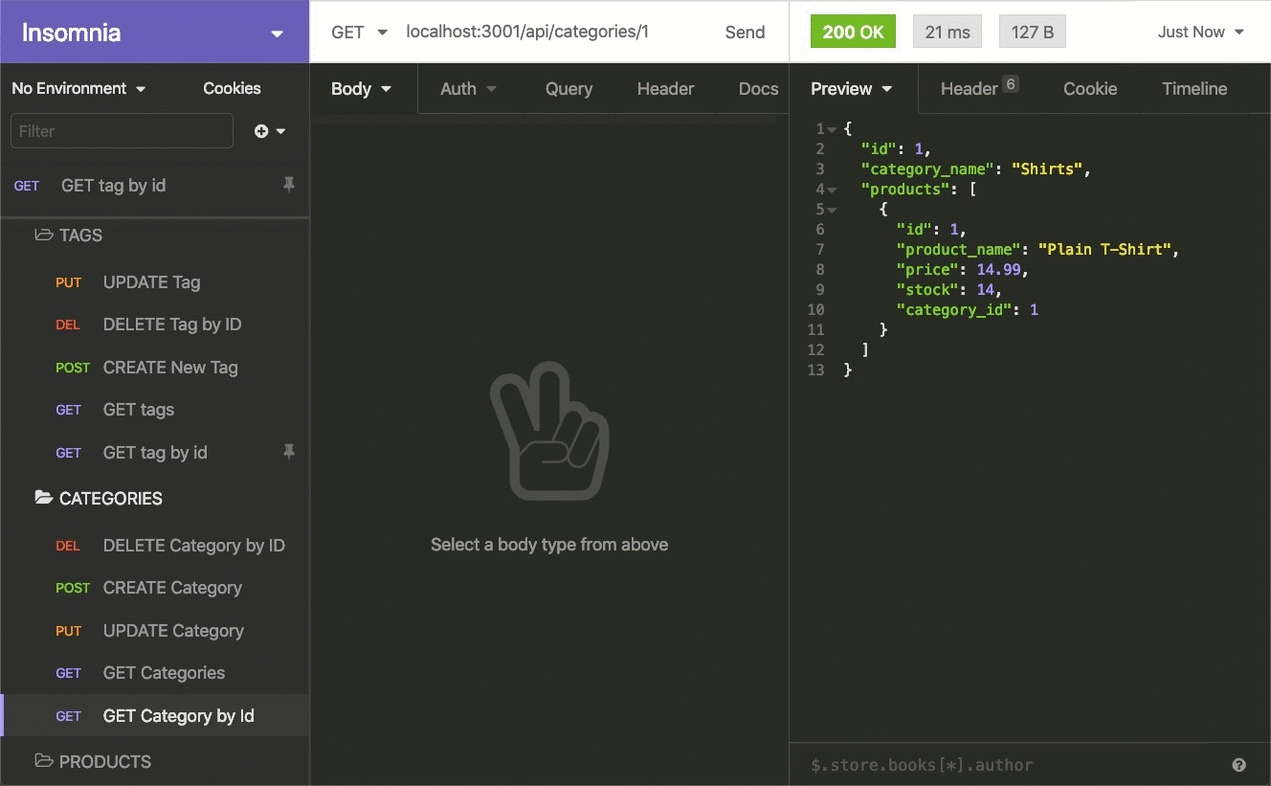 Insomnia
GET localhost:3001/api/categories/1 Send
200 OK 21 ms 127 B Just Now
No Environment Cookies
Filter
GET GET tag by id
TAGS
PUT UPDATE Tag
DEL DELETE Tag by ID
POST CREATE New Tag
GET GET tags
GET GET tag by id
CATEGORIES
DEL DELETE Category by ID
POST CREATE Category
PUT UPDATE Category
GET GET Categories
GET GET Category by Id
PRODUCTS
Body Auth Query Header Docs
Select a body type from above
Preview Header 6 Cookie Timeline
1 {
2 "id": 1,
3 "category_name": "Shirts",
4 "products": [
5 {
6 "id": 1,
7 "product_name": "Plain T-Shirt",
8 "price": 14.99,
9 "stock": 14,
10 "category_id": 1
11 }
12 ]
13 }
$.store.books[*].author ?